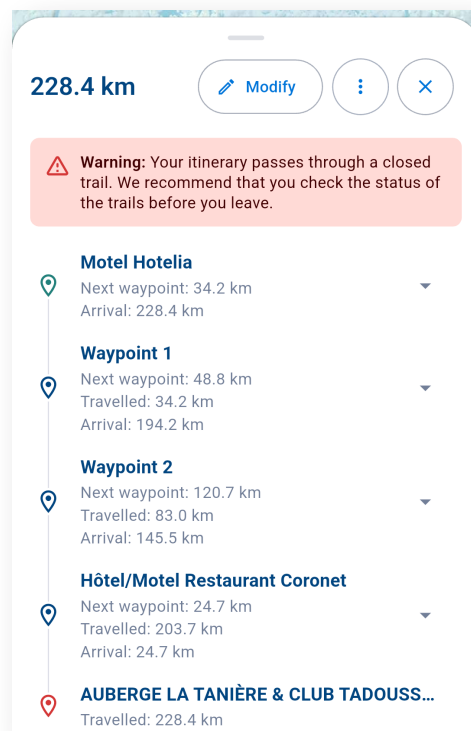 228.4 km
Modify
Warning: Your itinerary passes through a closed
trail. We recommend that you check the status of
the trails before you leave.
Motel Hotelia
Next waypoint: 34.2 km
Arrival: 228.4 km
Waypoint 1
Next waypoint: 48.8 km
Travelled: 34.2 km
Arrival: 194.2 km
Waypoint 2
Next waypoint: 120.7 km
Travelled: 83.0 km
Arrival: 145.5 km
Hôtel/Motel Restaurant Coronet
Next waypoint: 24.7 km
Travelled: 203.7 km
Arrival: 24.7 km
AUBERGE LA TANIÈRE & CLUB TADOUSS...
Travelled: 228.4 km